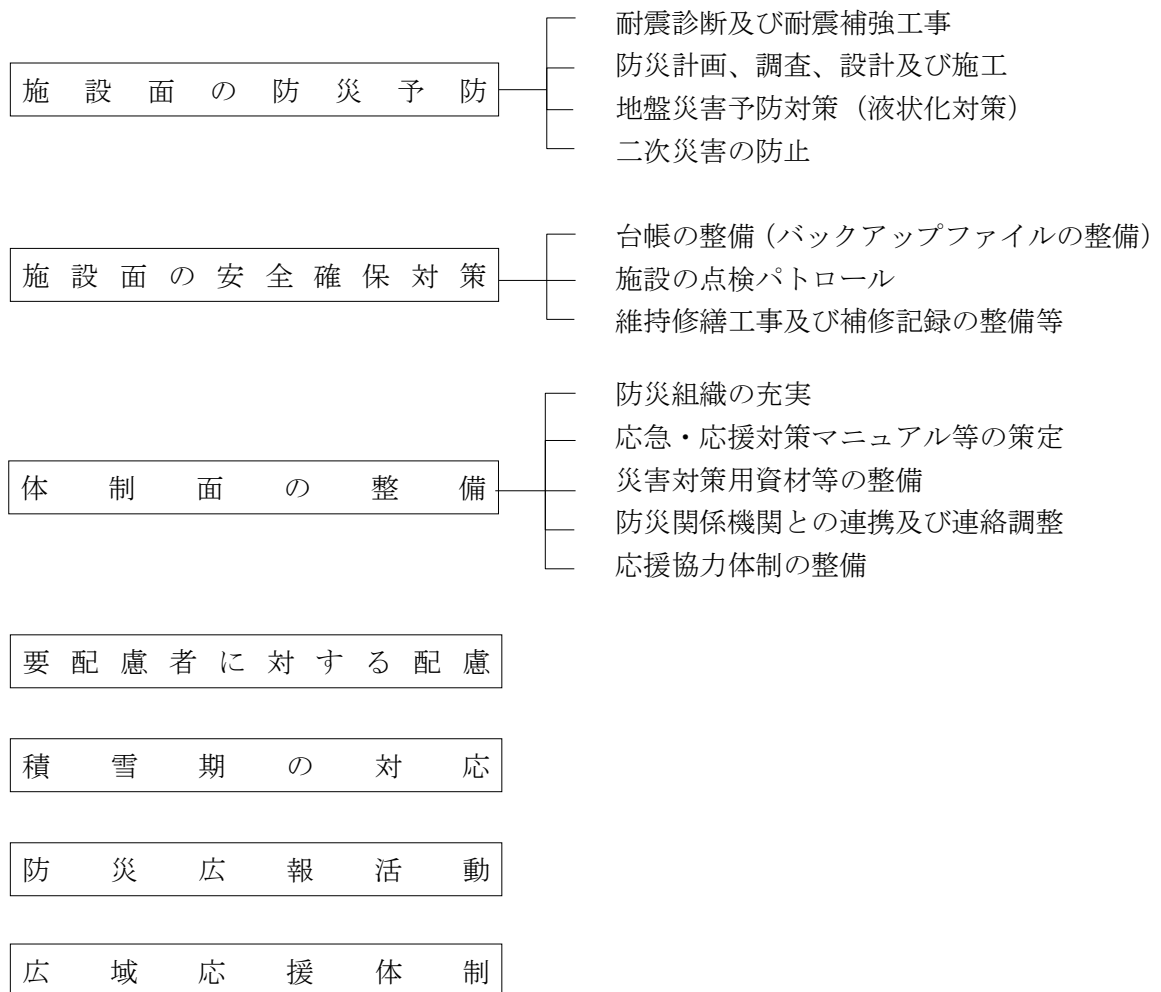 施設面の防災予防
耐震診断及び耐震補強工事
防災計画、調査、設計及び施工
地盤災害予防対策（液状化対策）
二次災害の防止
施設面の安全確保対策
台帳の整備（バックアップファイルの整備）
施設の点検パトロール
維持修繕工事及び補修記録の整備等
体制面の整備
防災組織の充実
応急・応援対策マニュアル等の策定
災害対策用資材等の整備
防災関係機関との連携及び連絡調整
応援協力体制の整備
要配慮者に対する配慮
積雪期の対応
防災広報活動
広域応援体制